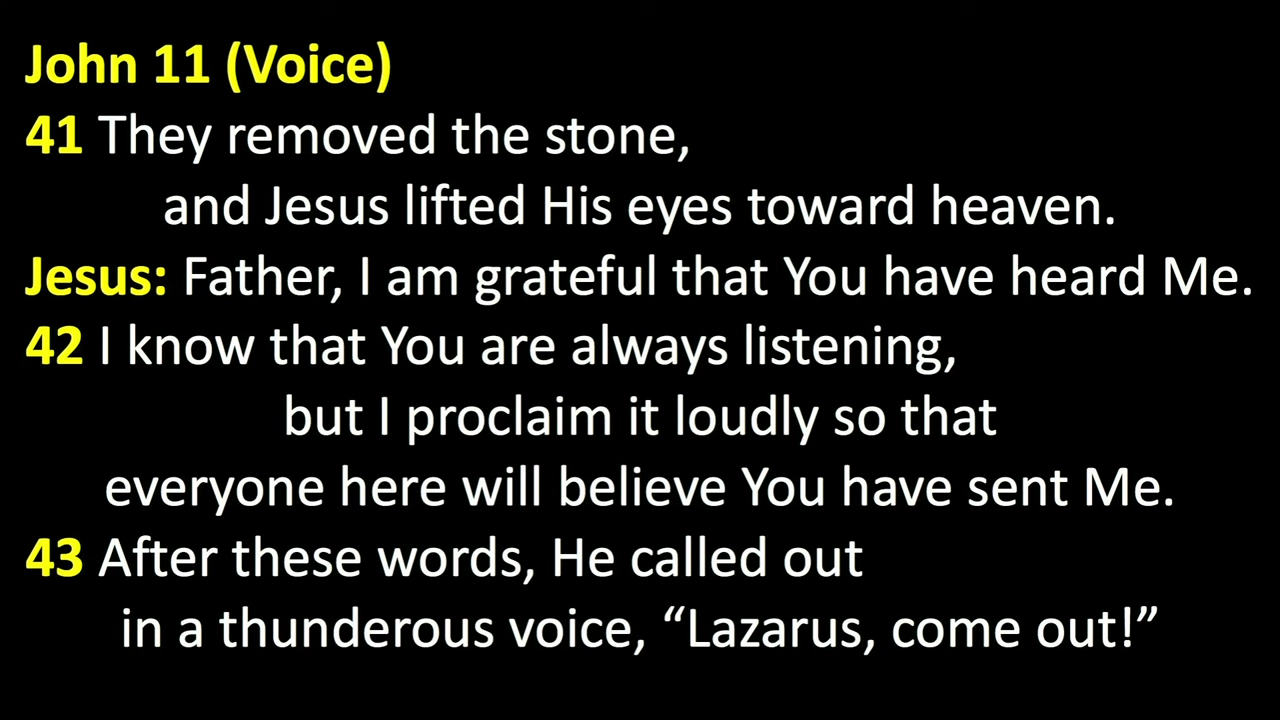 John 11 (Voice)
41 They removed the stone,
and Jesus lifted His eyes toward heaven.
Jesus: Father, I am grateful that You have heard Me.
42 I know that You are always listening,
but I proclaim it loudly so that
everyone here will believe You have sent Me.
43 After these words, He called out
in a thunderous voice, “Lazarus, come out!”